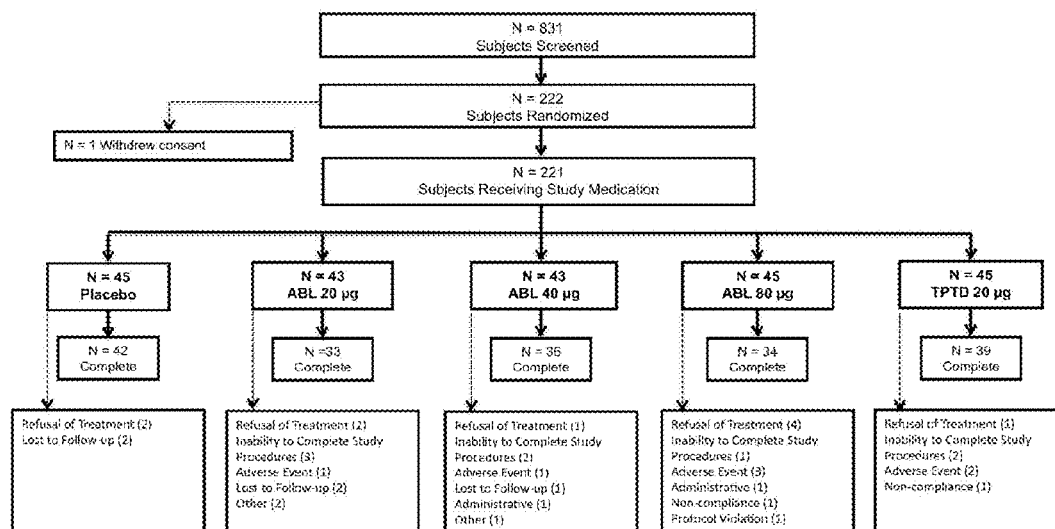 N = 831
Subjects Screened
N = 222
Subjects Randomized
N = 1 Withdrew consent
N = 221
Subjects Receiving Study Medication
N = 45
Placebo
N = 43
ABL 20 µg
N = 43
ABL 40 µg
N = 45
ABL 80 µg
N = 45
TPTD 20 µg
N = 42
Complete
N =33
Complete
N = 36
Complete
N = 34
Complete
N = 39
Complete
Refusal of Treatment
Lost to Follow-up (2)
Refusal of Treatment (2)
Inability to Complete Study
Procedures (3)
Adverse Event (1)
Lost to Follow-up (2)
Other (2)
Refusal of Treatment (1)
Inability to Complete Study
Procedures (2)
Adverse Event (1)
Lost to Follow-up (1)
Administrative (1)
Other (1)
Refusal of Treatment (4)
Inability to Complete Study
Procedures (1)
Adverse Event (3)
Administrative (1)
Non-compliance (1)
Protocol Violation (1)
Refusal of Treatment (1)
Inability to Complete Study
Procedures (2)
Adverse Event (2)
Non-compliance (1)